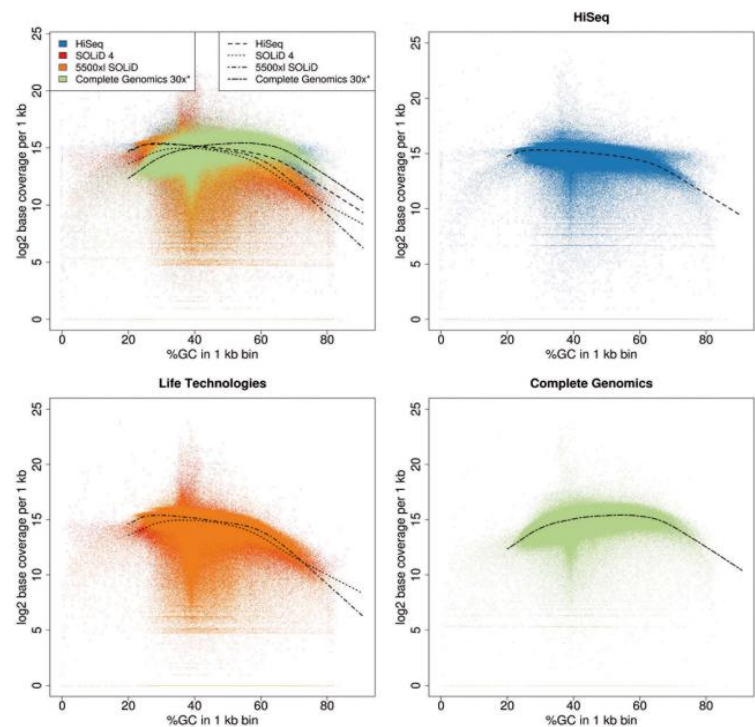 HiSeq
SOLiD 4
5500xl SOLiD
Complete Genomics 30x*
HiSeq
SOLiD 4
5500xl SOLiD
Complete Genomics 30x*
25
20
15
10
5
0
log2 base coverage per 1 kb
0 20 40 60 80
%GC in 1 kb bin
HiSeq
25
20
15
10
5
0
log2 base coverage per 1 kb
0 20 40 60 80
%GC in 1 kb bin
Life Technologies
25
20
15
10
5
0
log2 base coverage per 1 kb
0 20 40 60 80
%GC in 1 kb bin
Complete Genomics
25
20
15
10
5
0
log2 base coverage per 1 kb
0 20 40 60 80
%GC in 1 kb bin